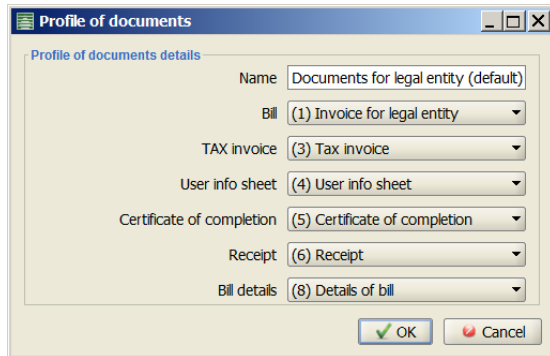 Profile of documents
Profile of documents details
Name Documents for legal entity (default)
Bill (1) Invoice for legal entity
TAX invoice (3) Tax invoice
User info sheet (4) User info sheet
Certificate of completion (5) Certificate of completion
Receipt (6) Receipt
Bill details (8) Details of bill
OK Cancel